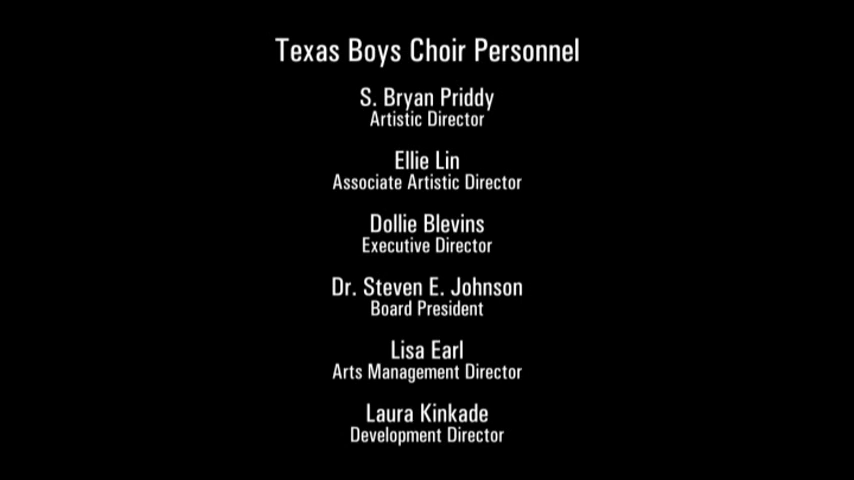 Texas Boys Choir Personnel
S. Bryan Priddy
Artistic Director
Ellie Lin
Associate Artistic Director
Dollie Blevins
Executive Director
Dr. Steven E. Johnson
Board President
Lisa Earl
Arts Management Director
Laura Kinkade
Development Director